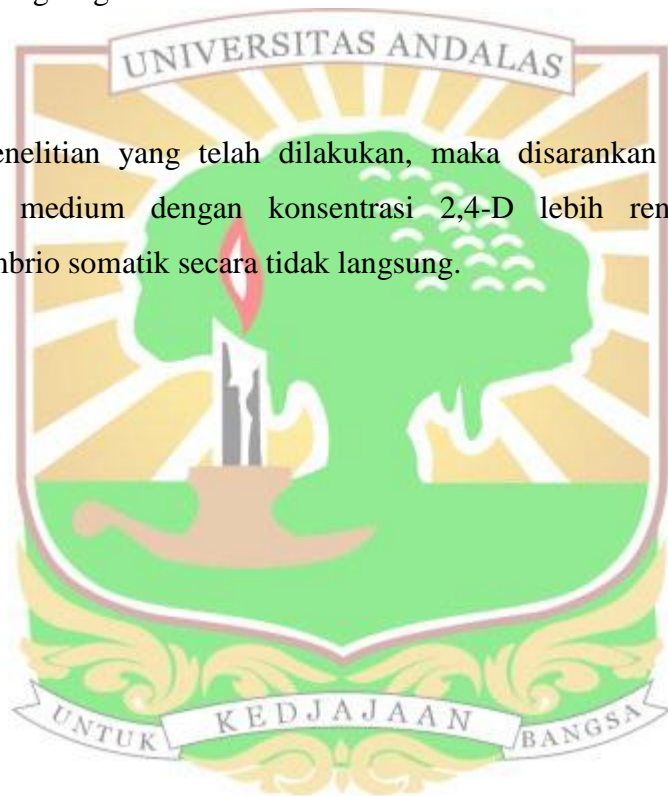 UNIVERSITAS ANDALAS
penelitian yang telah dilakukan, maka disarankan
medium dengan konsentrasi 2,4-D lebih ren
mbrio somatik secara tidak langsung.
UNTUK KEDJAJAAN BANGSA